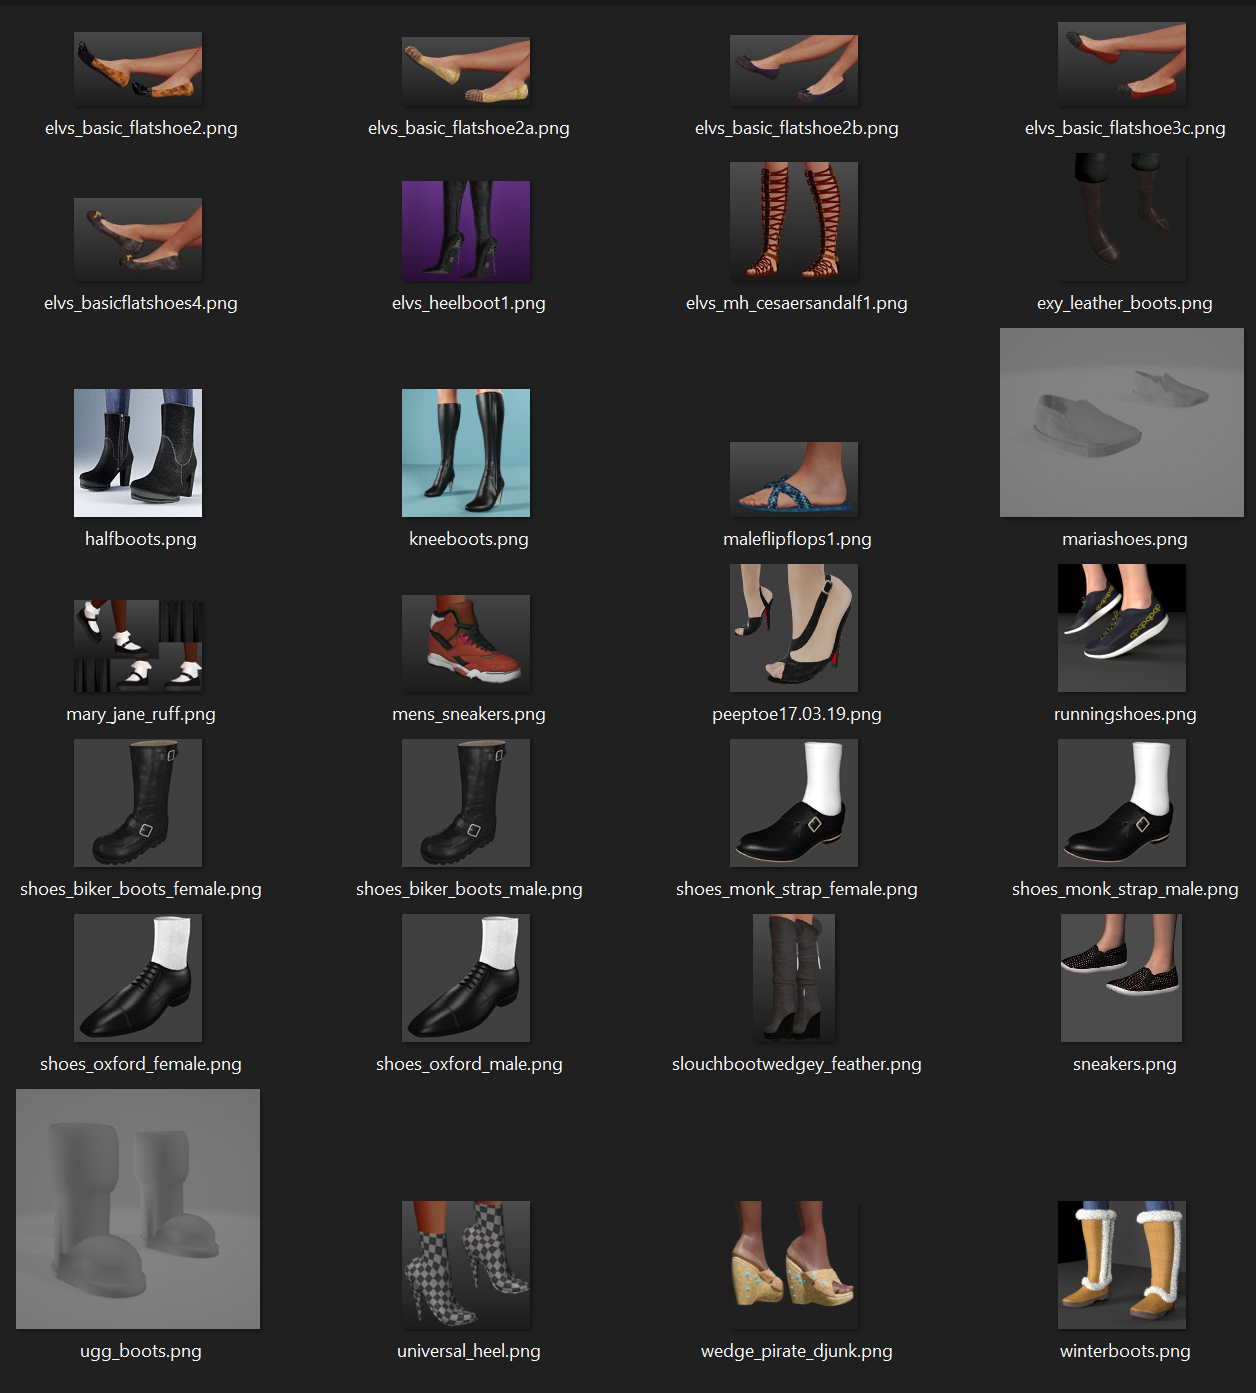 elvs_basic_flatshoe2.png
elvs_basic_flatshoe2a.png
elvs_basic_flatshoe2b.png
elvs_basic_flatshoe3c.png
elvs_basicflatshoes4.png
elvs_heelboot1.png
elvs_mh_cesaersandalf1.png
exy_leather_boots.png
halfboots.png
kneeboots.png
maleflipflops1.png
mariashoes.png
mary_jane_ruff.png
mens_sneakers.png
peeptoe17.03.19.png
runningshoes.png
shoes_biker_boots_female.png
shoes_biker_boots_male.png
shoes_monk_strap_female.png
shoes_monk_strap_male.png
shoes_oxford_female.png
shoes_oxford_male.png
slouchbootwedgey_feather.png
sneakers.png
ugg_boots.png
universal_heel.png
wedge_pirate_djunk.png
winterboots.png